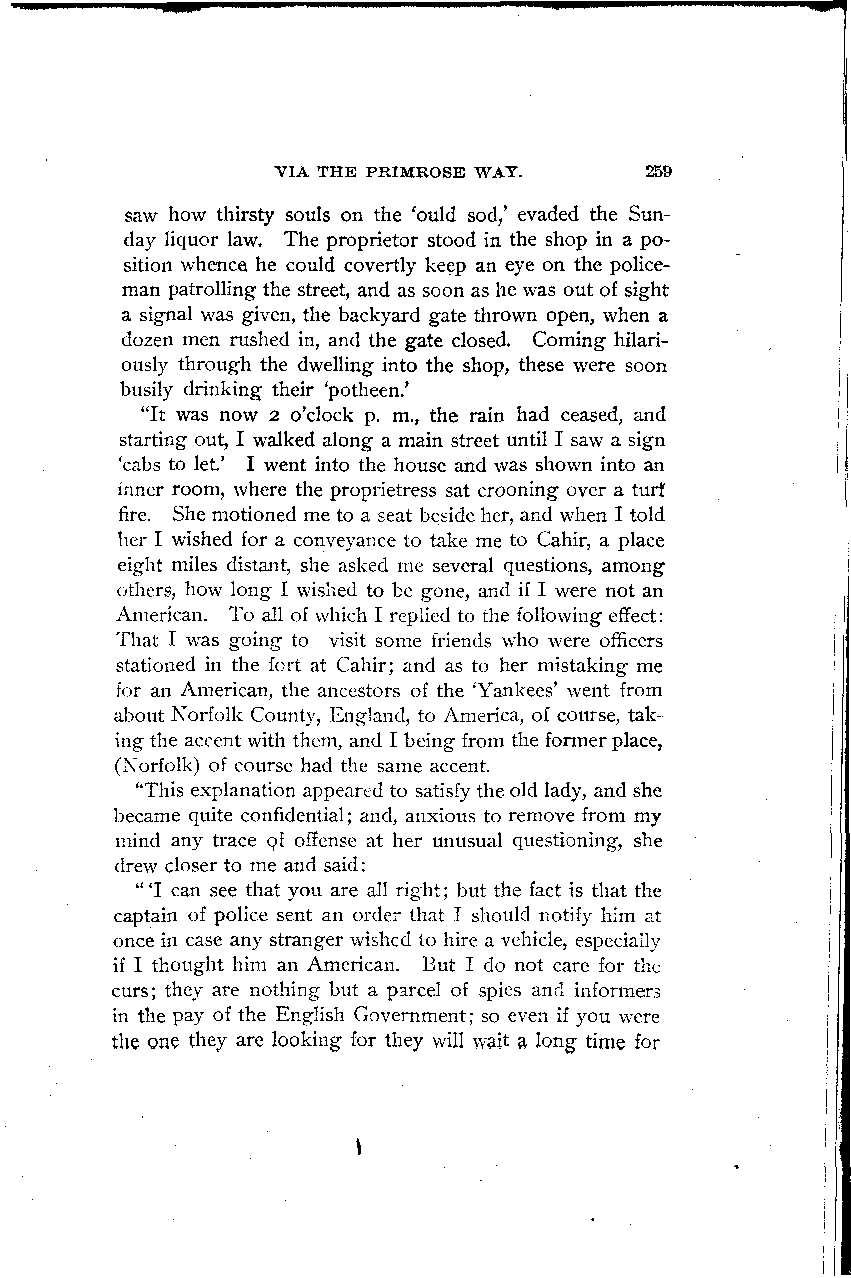 VIA THE PRIMROSE WAY. 259
saw how thirsty souls on the 'ould sod,' evaded the Sun-
day liquor law. The proprietor stood in the shop in a po-
sition whence he could covertly keep an eye on the police-
man patrolling the street, and as soon as he was out of sight
a signal was given, the backyard gate thrown open, when a
dozen men rushed in, and the gate closed. Coming hilari-
ously through the dwelling into the shop, these were soon
busily drinking their 'potheen.'
"It was now 2 o'clock p. m., the rain had ceased, and
starting out, I walked along a main street until I saw a sign
'cabs to let.' I went into the house and was shown into an
inner room, where the proprietress sat crooning over a turf
fire. She motioned me to a seat beside her, and when I told
her I wished for a conveyance to take me to Cahir, a place
eight miles distant, she asked me several questions, among
others, how long I wished to be gone, and if I were not an
American. To all of which I replied to the following effect:
That I was going to visit some friends who were officers
stationed in the fort at Cahir; and as to her mistaking me
for an American, the ancestors of the 'Yankees' went from
about Norfolk County, England, to America, of course, tak-
ing the accent with them, and I being from the former place,
(Norfolk) of course had the same accent.
"This explanation appeared to satisfy the old lady, and she
became quite confidential; and, anxious to remove from my
mind any trace of offense at her unusual questioning, she
drew closer to me and said:
"'I can see that you are all right; but the fact is that the
captain of police sent an order that I should notify him at
once in case any stranger wished to hire a vehicle, especially
if I thought him an American. But I do not care for the
curs; they are nothing but a parcel of spies and informers
in the pay of the English Government; so even if you were
the one they are looking for they will wait a long time for